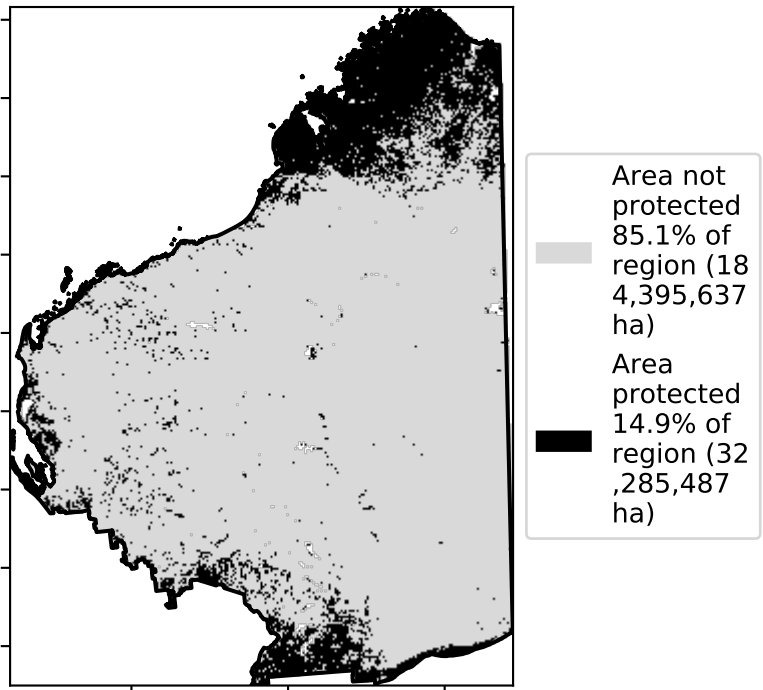 Area not
protected
85.1% of
region (18
4,395,637
ha)
Area
protected
14.9% of
region (32
,285,487
ha)